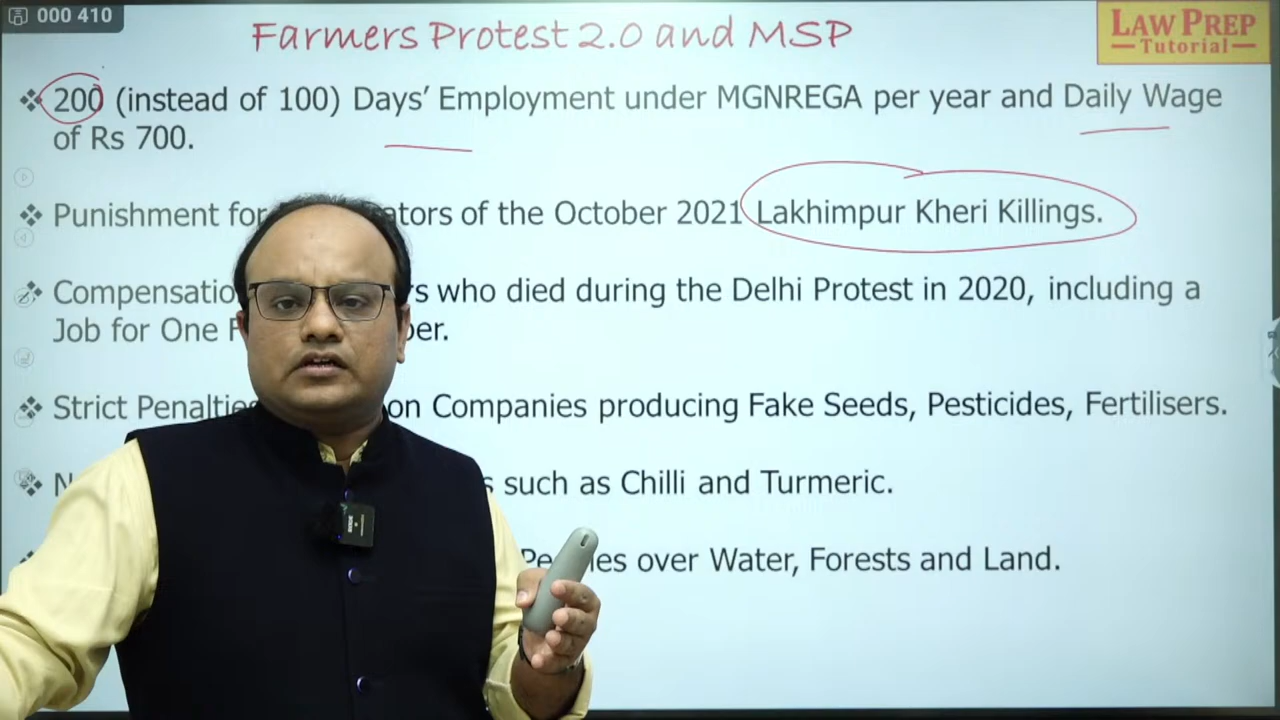 000 410
Farmers Protest 2.0 and MSP
LAW PREP
Tutorial
200 (instead of 100) Days' Employment under MGNREGA per year and Daily Wage
of Rs 700.
Punishment for ators of the October 2021 Lakhimpur Kheri Killings.
Compensatio s who died during the Delhi Protest in 2020, including a
Job for One F ber.
Strict Penalties on Companies producing Fake Seeds, Pesticides, Fertilisers.
N s such as Chilli and Turmeric.
Pe les over Water, Forests and Land.